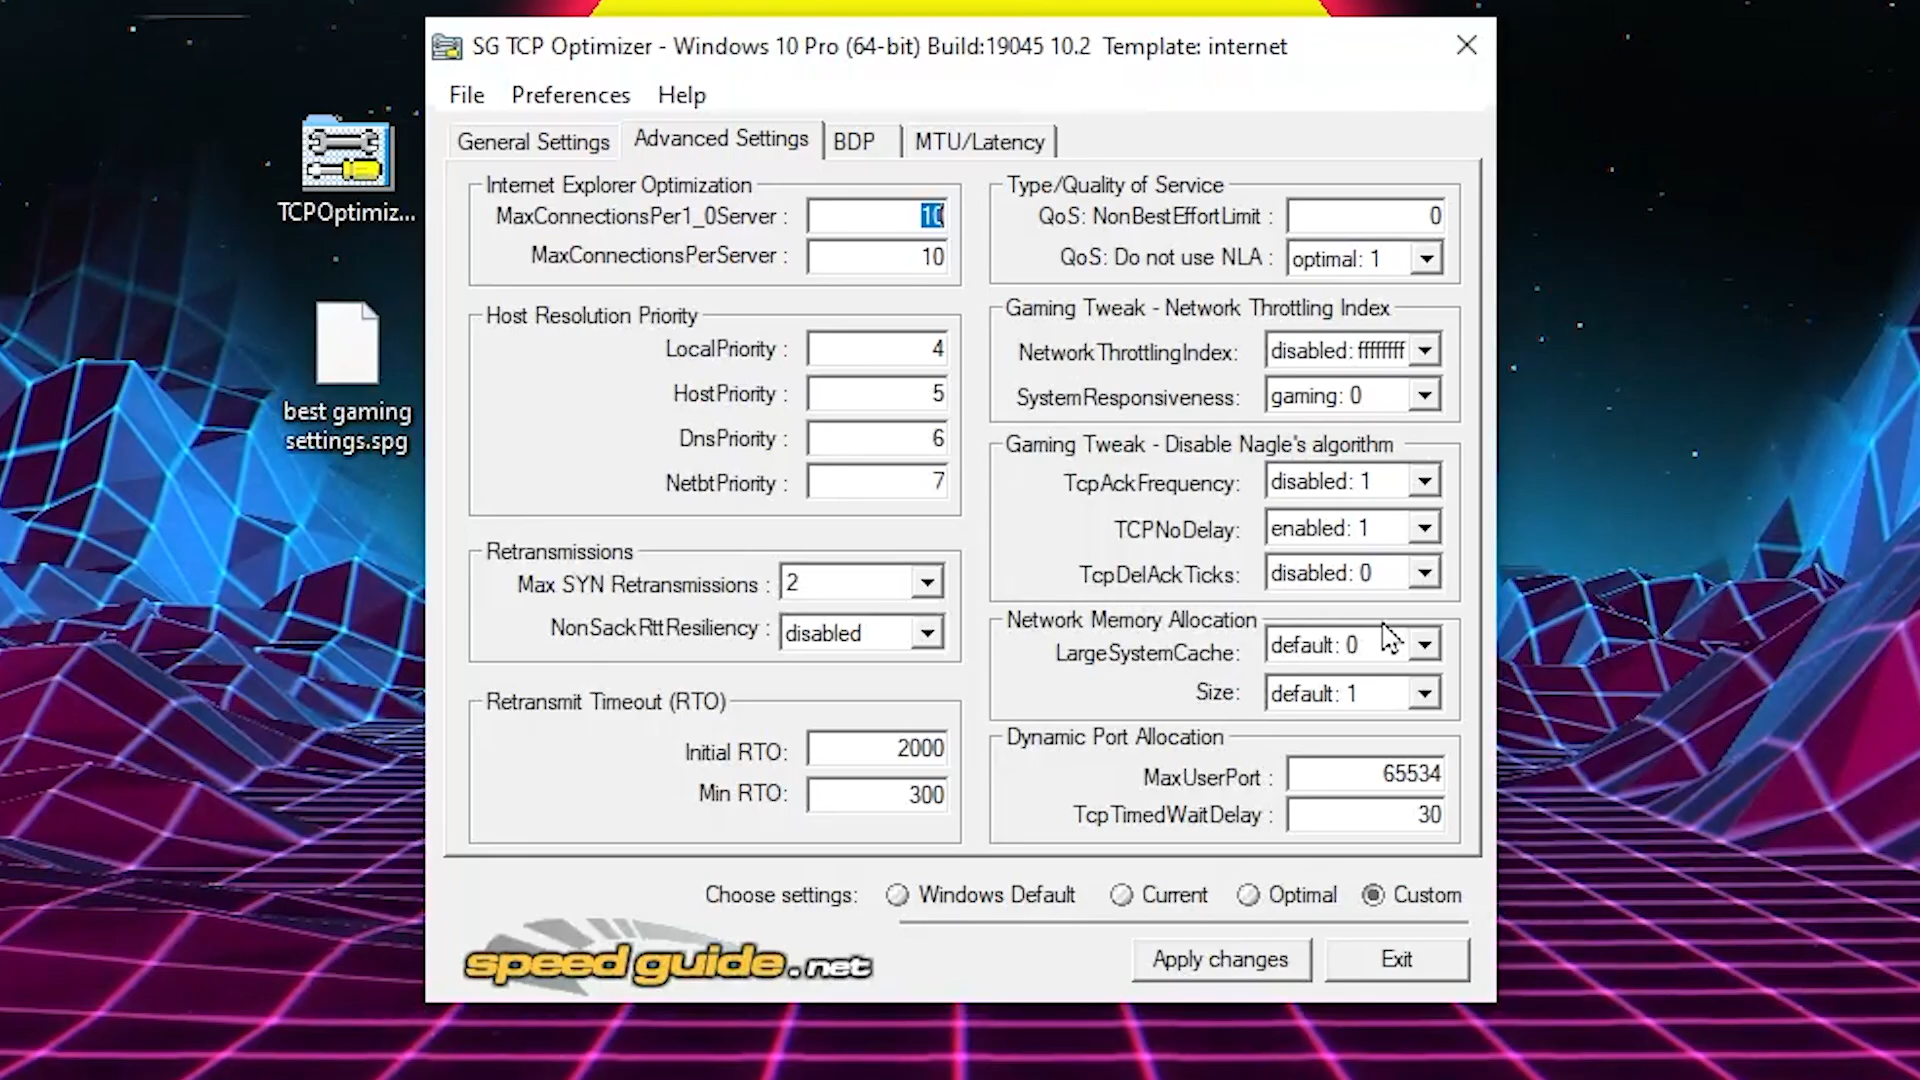 SG TCP Optimizer - Windows 10 Pro (64-bit) Build:19045 10.2 Template: internet
File Preferences Help
General Settings Advanced Settings BDP MTU/Latency
TCPOptimiz...
best gaming
settings.spg
Internet Explorer Optimization
MaxConnectionsPer1_0Server : 10
MaxConnectionsPerServer : 10
Host Resolution Priority
LocalPriority : 4
HostPriority : 5
DnsPriority : 6
NetbtPriority : 7
Retransmissions
Max SYN Retransmissions : 2
NonSackRttResiliency : disabled
Retransmit Timeout (RTO)
Initial RTO: 2000
Min RTO: 300
Type/Quality of Service
QoS: NonBestEffortLimit : 0
QoS: Do not use NLA : optimal: 1
Gaming Tweak - Network Throttling Index
NetworkThrottlingIndex: disabled: ffffffff
SystemResponsiveness: gaming: 0
Gaming Tweak - Disable Nagle's algorithm
TcpAckFrequency: disabled: 1
TCPNoDelay: enabled: 1
TcpDelAckTicks: disabled: 0
Network Memory Allocation
LargeSystemCache: default: 0
Size: default: 1
Dynamic Port Allocation
MaxUserPort : 65534
TcpTimedWaitDelay : 30
Choose settings: Windows Default Current Optimal Custom
speed guide.net
Apply changes Exit